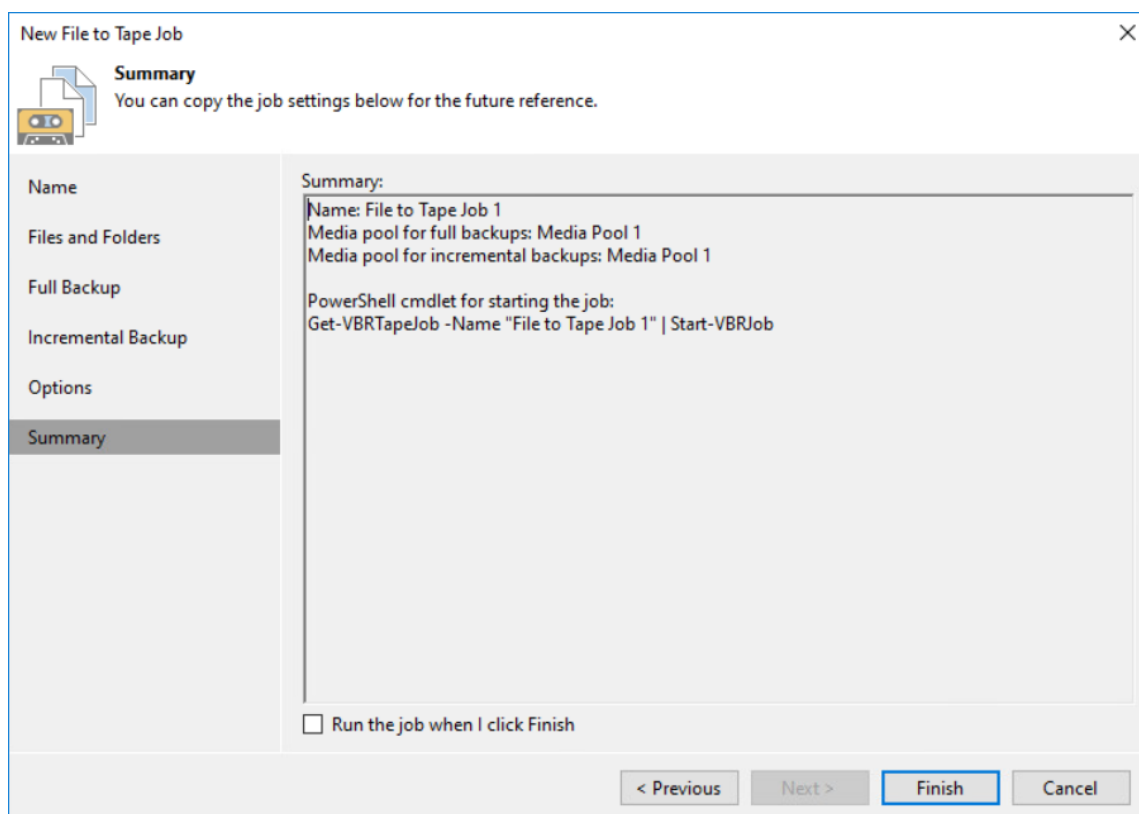 New File to Tape Job
Summary
You can copy the job settings below for the future reference.
Name
Files and Folders
Full Backup
Incremental Backup
Options
Summary
Summary:
Name: File to Tape Job 1
Media pool for full backups: Media Pool 1
Media pool for incremental backups: Media Pool 1
PowerShell cmdlet for starting the job:
Get-VBRTapeJob -Name "File to Tape Job 1" | Start-VBRJob
Run the job when I click Finish
< Previous
Next >
Finish
Cancel